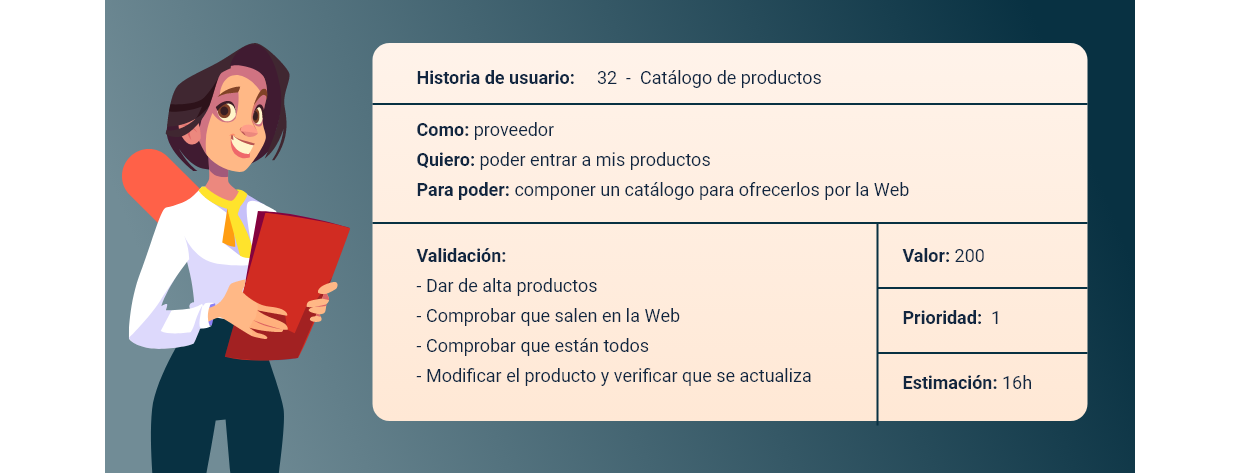 Historia de usuario: 32 - Catálogo de productos
Como: proveedor
Quiero: poder entrar a mis productos
Para poder: componer un catálogo para ofrecerlos por la Web
Validación:
- Dar de alta productos
- Comprobar que salen en la Web
- Comprobar que están todos
- Modificar el producto y verificar que se actualiza
Valor: 200
Prioridad: 1
Estimación: 16h